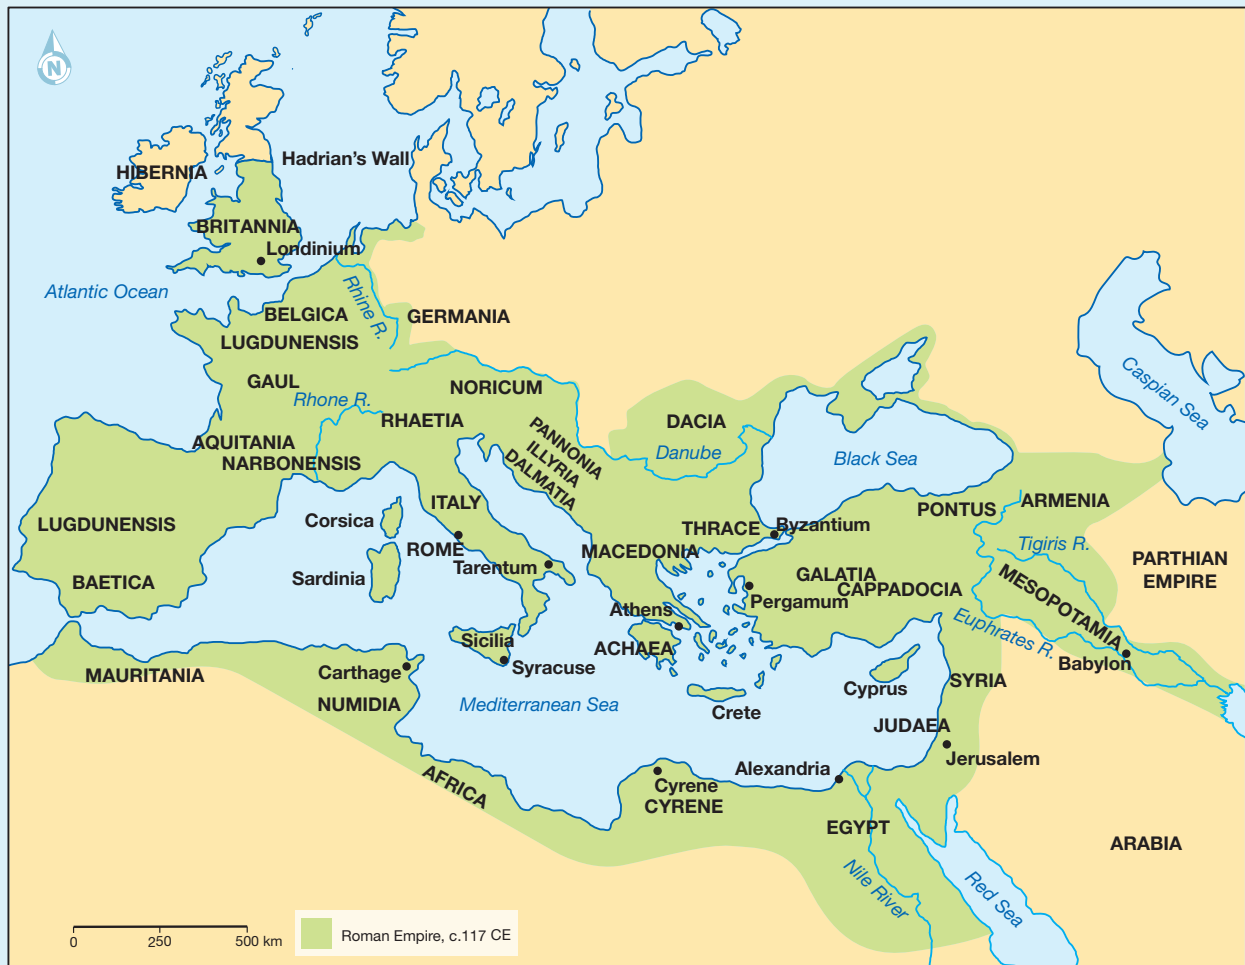 N
Hadrian's Wall
HIBERNIA
BRITANNIA
Londinium
Atlantic Ocean
Rhine R.
BELGICA
GERMANIA
LUGDUNENSIS
GAUL
Rhone R.
NORICUM
RHAETIA
AQUITANIA
NARBONENSIS
PANNONIA
ILLYRIA
DALMATIA
DACIA
Danube
Black Sea
Caspian Sea
LUGDUNENSIS
BAETICA
Corsica
Sardinia
ITALY
ROME
Tarentum
MACEDONIA
THRACE
Byzantium
PONTUS
ARMENIA
Tigiris R.
PARTHIAN
EMPIRE
GALATIA
CAPPADOCIA
Pergamum
MESOPOTAMIA
Euphrates R.
Babylon
Athens
ACHAEA
Sicilia
Syracuse
MAURITANIA
Carthage
NUMIDIA
Mediterranean Sea
Crete
Cyprus
SYRIA
JUDAEA
Jerusalem
Alexandria
AFRICA
Cyrene
CYRENE
EGYPT
Nile River
Red Sea
ARABIA
0 250 500 km
Roman Empire, c.117 CE